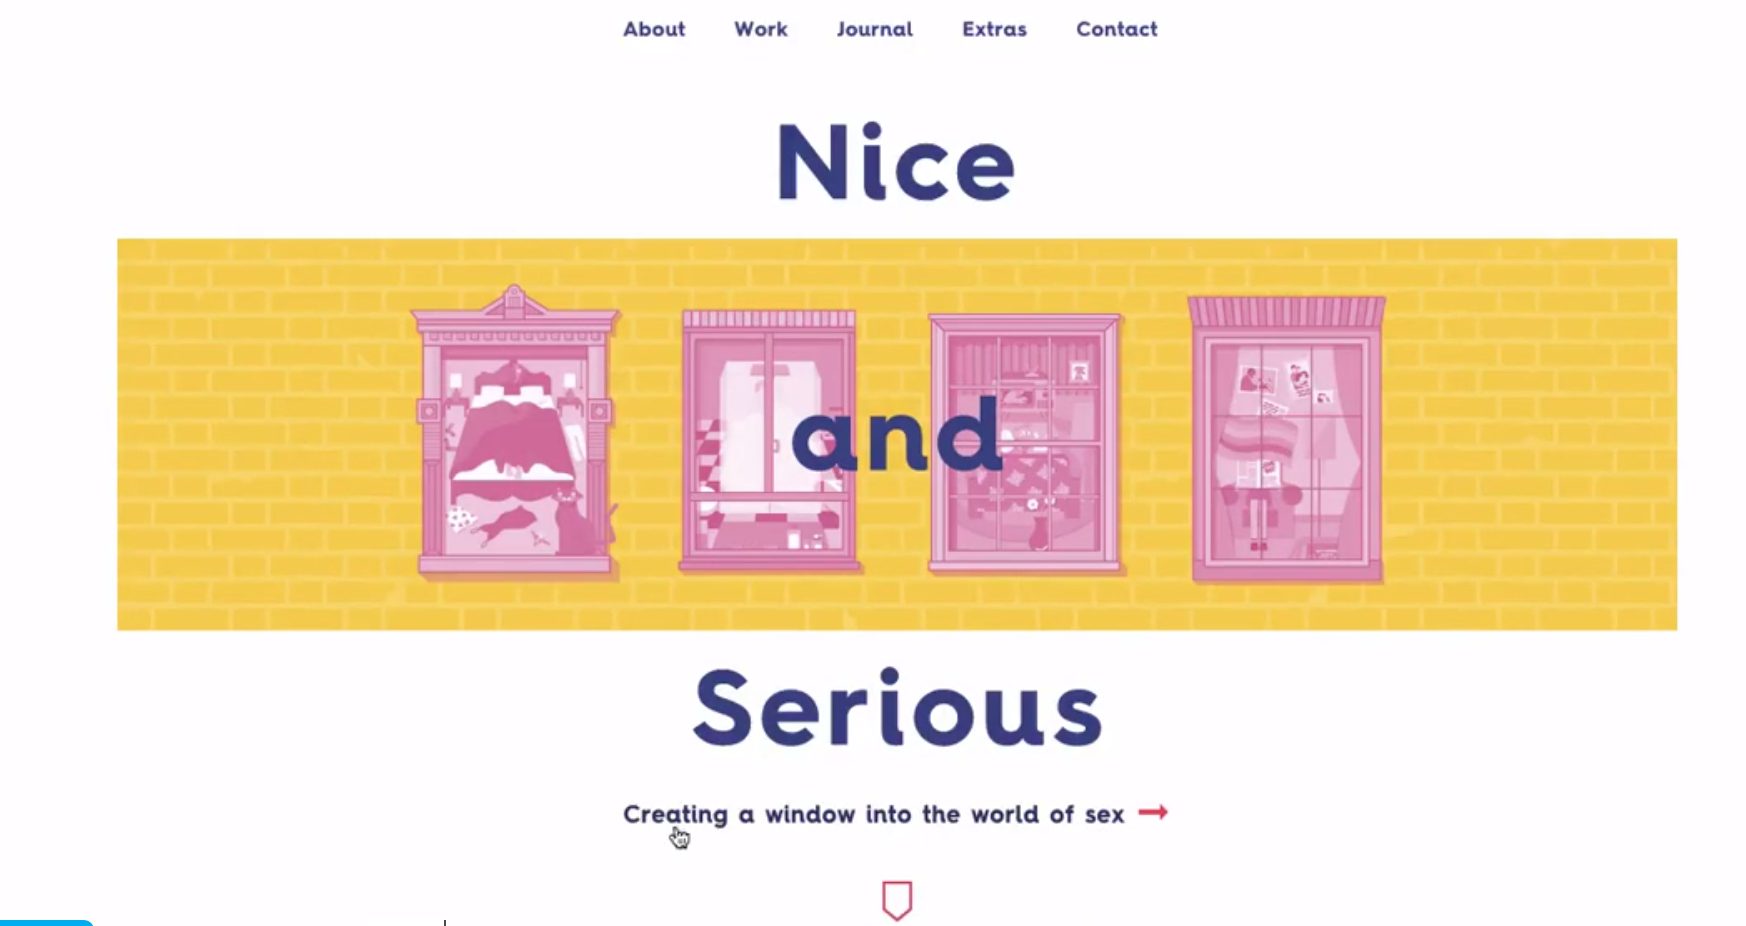 About Work Journal Extras Contact
Nice
and
Serious
Creating a window into the world of sex